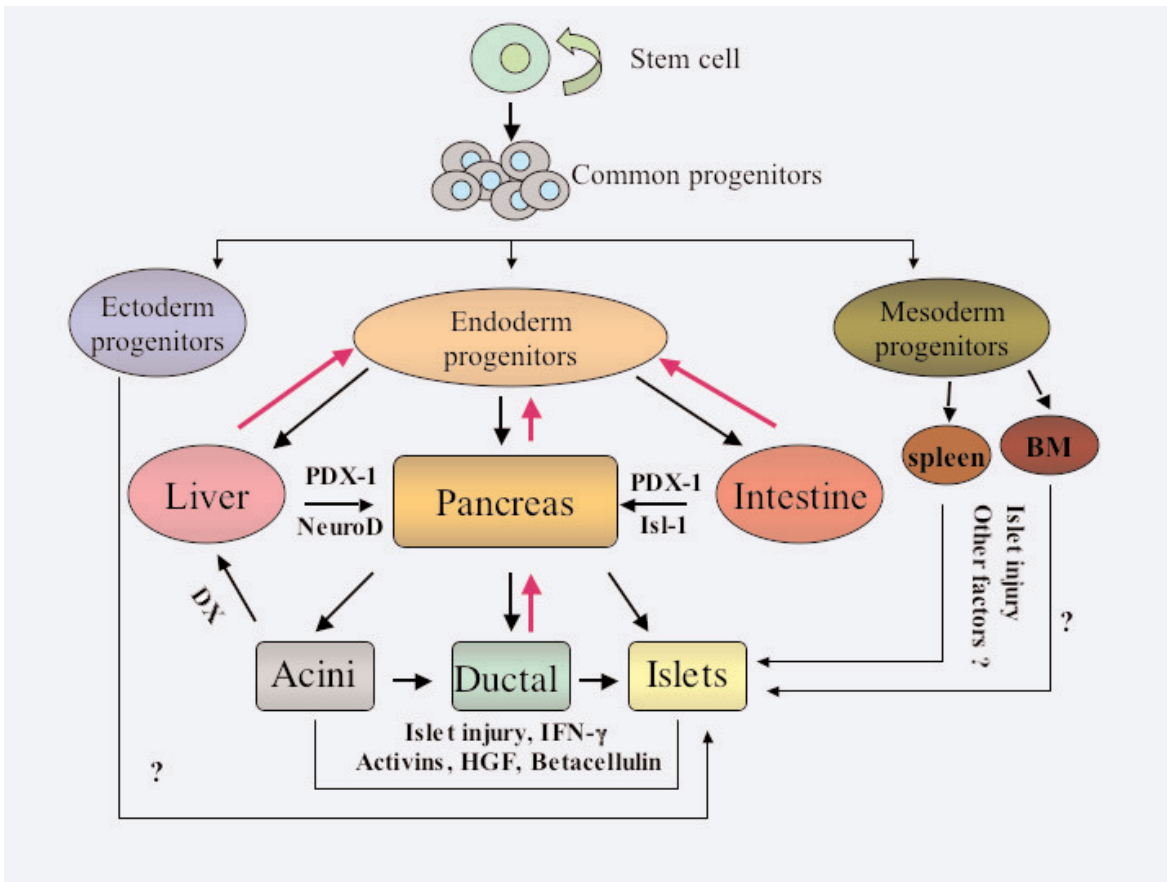 Stem cell
Common progenitors
Ectoderm
progenitors
Endoderm
progenitors
Mesoderm
progenitors
spleen
BM
Liver
PDX-1
NeuroD
Pancreas
PDX-1
Isl-1
Intestine
Islet injury
Other factors ?
?
DX
Acini
Ductal
Islets
Islet injury, IFN-γ
Activins, HGF, Betacellulin
?